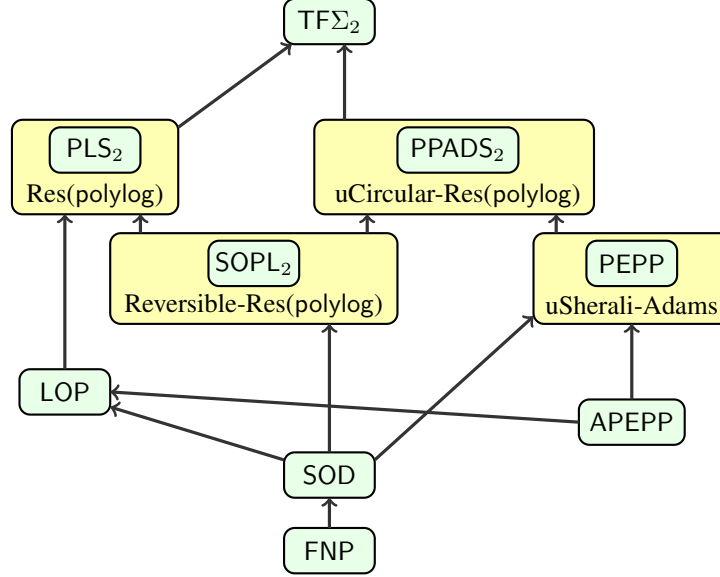 TFΣ₂
PLS₂
Res(polylog)
PPADS₂
uCircular-Res(polylog)
SOPL₂
Reversible-Res(polylog)
PEPP
uSherali-Adams
LOP
APEPP
SOD
FNP